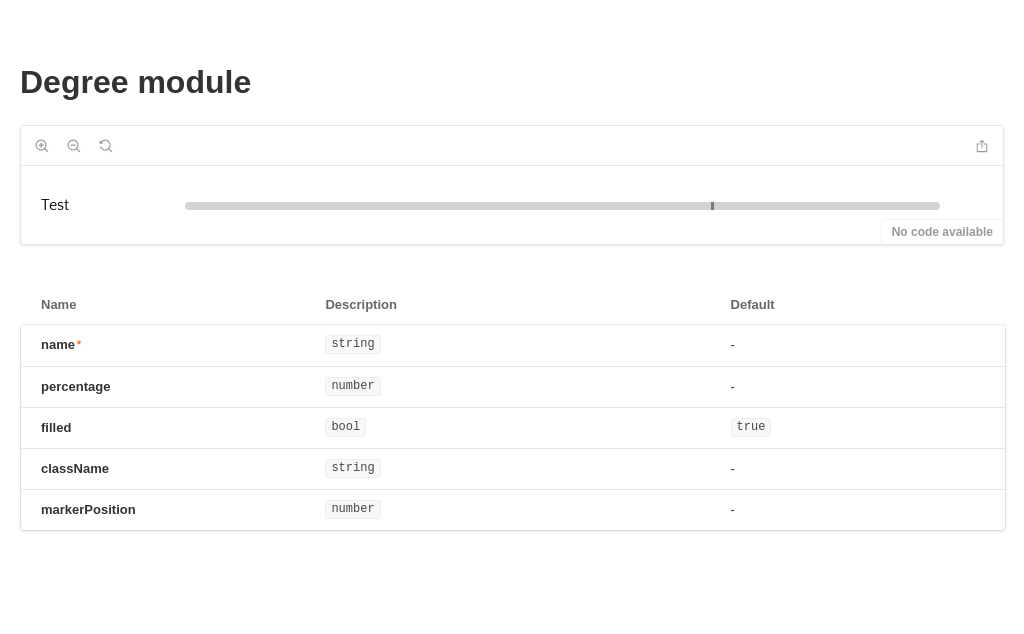 Degree module
Test
No code available
Name Description Default
name* string -
percentage number -
filled bool true
className string -
markerPosition number -